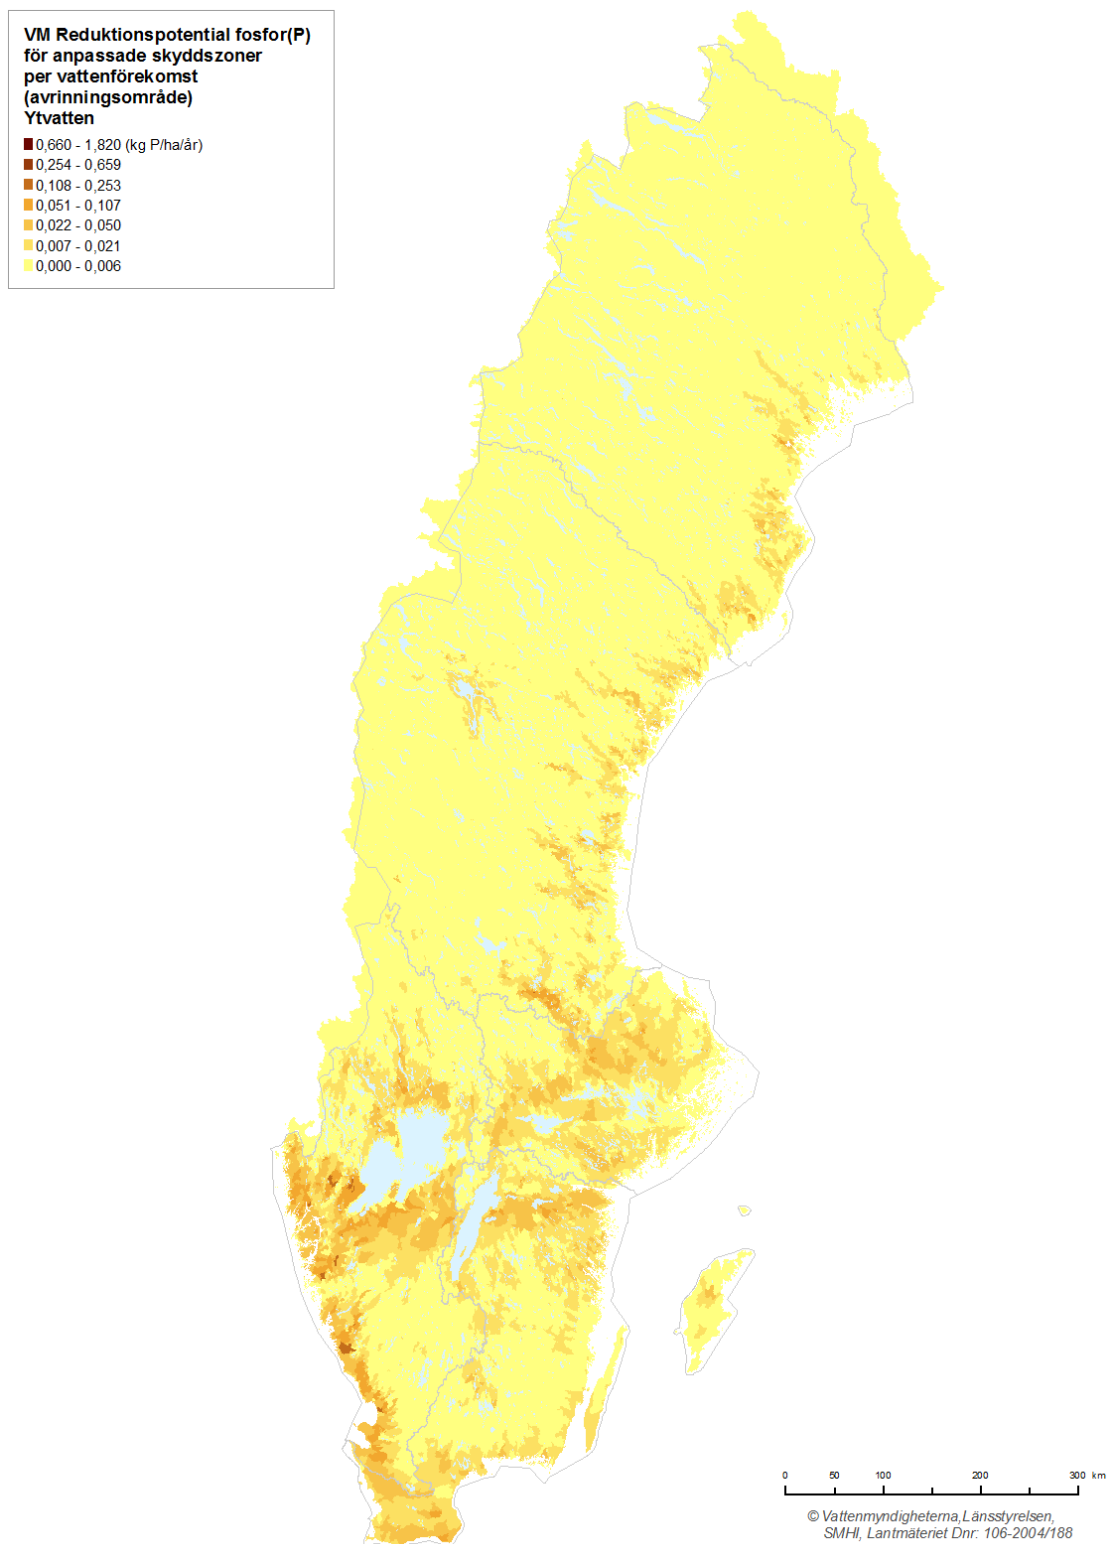 VM Reduktionspotential fosfor(P)
för anpassade skyddszoner
per vattenförekomst
(avrinningsområde)
Ytvatten
0,660 - 1,820 (kg P/ha/år)
0,254 - 0,659
0,108 - 0,253
0,051 - 0,107
0,022 - 0,050
0,007 - 0,021
0,000 - 0,006
0 50 100 200 300 km
© Vattenmyndigheterna,Länsstyrelsen,
SMHI, Lantmäteriet Dnr: 106-2004/188